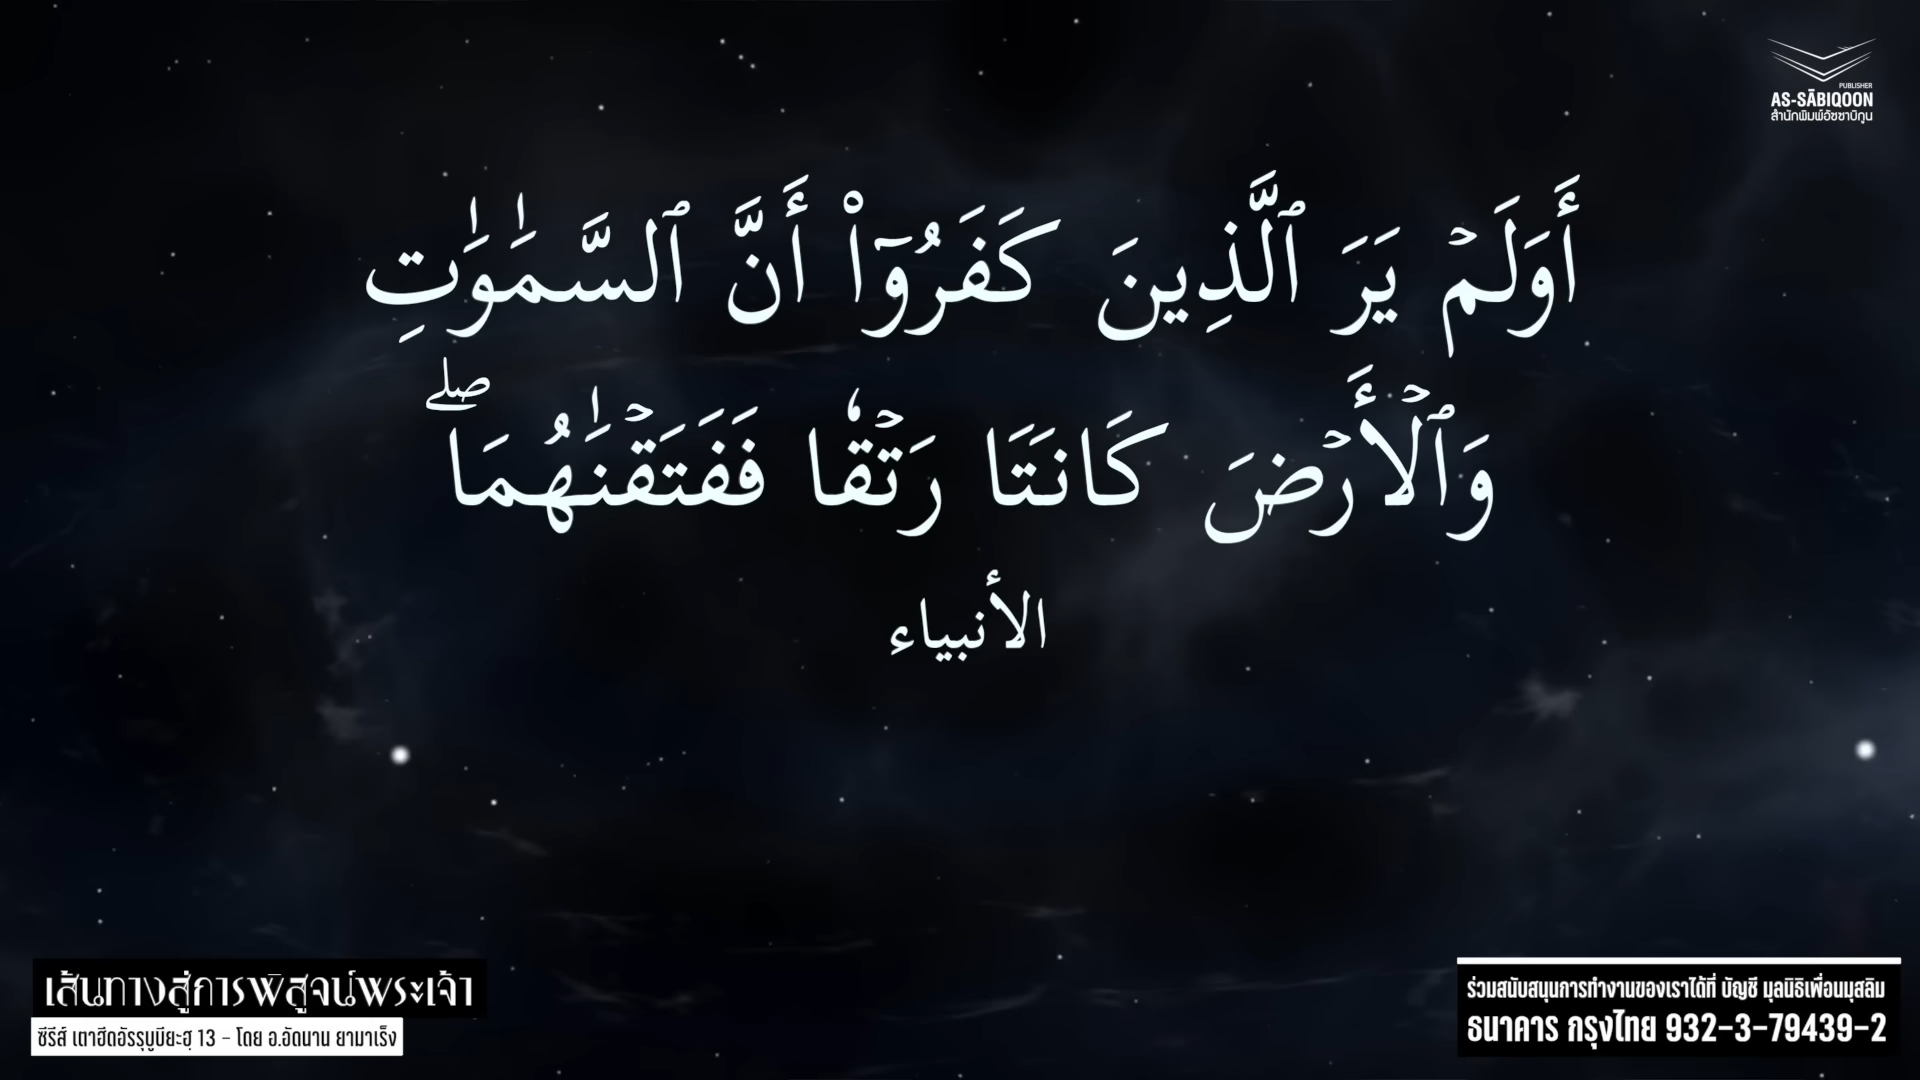 PUBLISHER
AS-SĀBIQOON
สำนักพิมพ์อัซซาบิกูน
أَوَلَمۡ يَرَ ٱلَّذِينَ كَفَرُوٓاْ أَنَّ ٱلسَّمَٰوَٰتِ
وَٱلۡأَرۡضَ كَانَتَا رَتۡقٗا فَفَتَقۡنَٰهُمَاۖ
الأنبياء
เส้นทางสู่การพิสูจน์พระเจ้า
ซีรีส์ เตาฮีดอัรรุบูบียะฮฺ 13 - โดย อ.อัดนาน ยามาเร็ง
ร่วมสนับสนุนการทำงานของเราได้ที่ บัญชี มุลนิธิเพื่อนมุสลิม
ธนาคาร กรุงไทย 932-3-79439-2